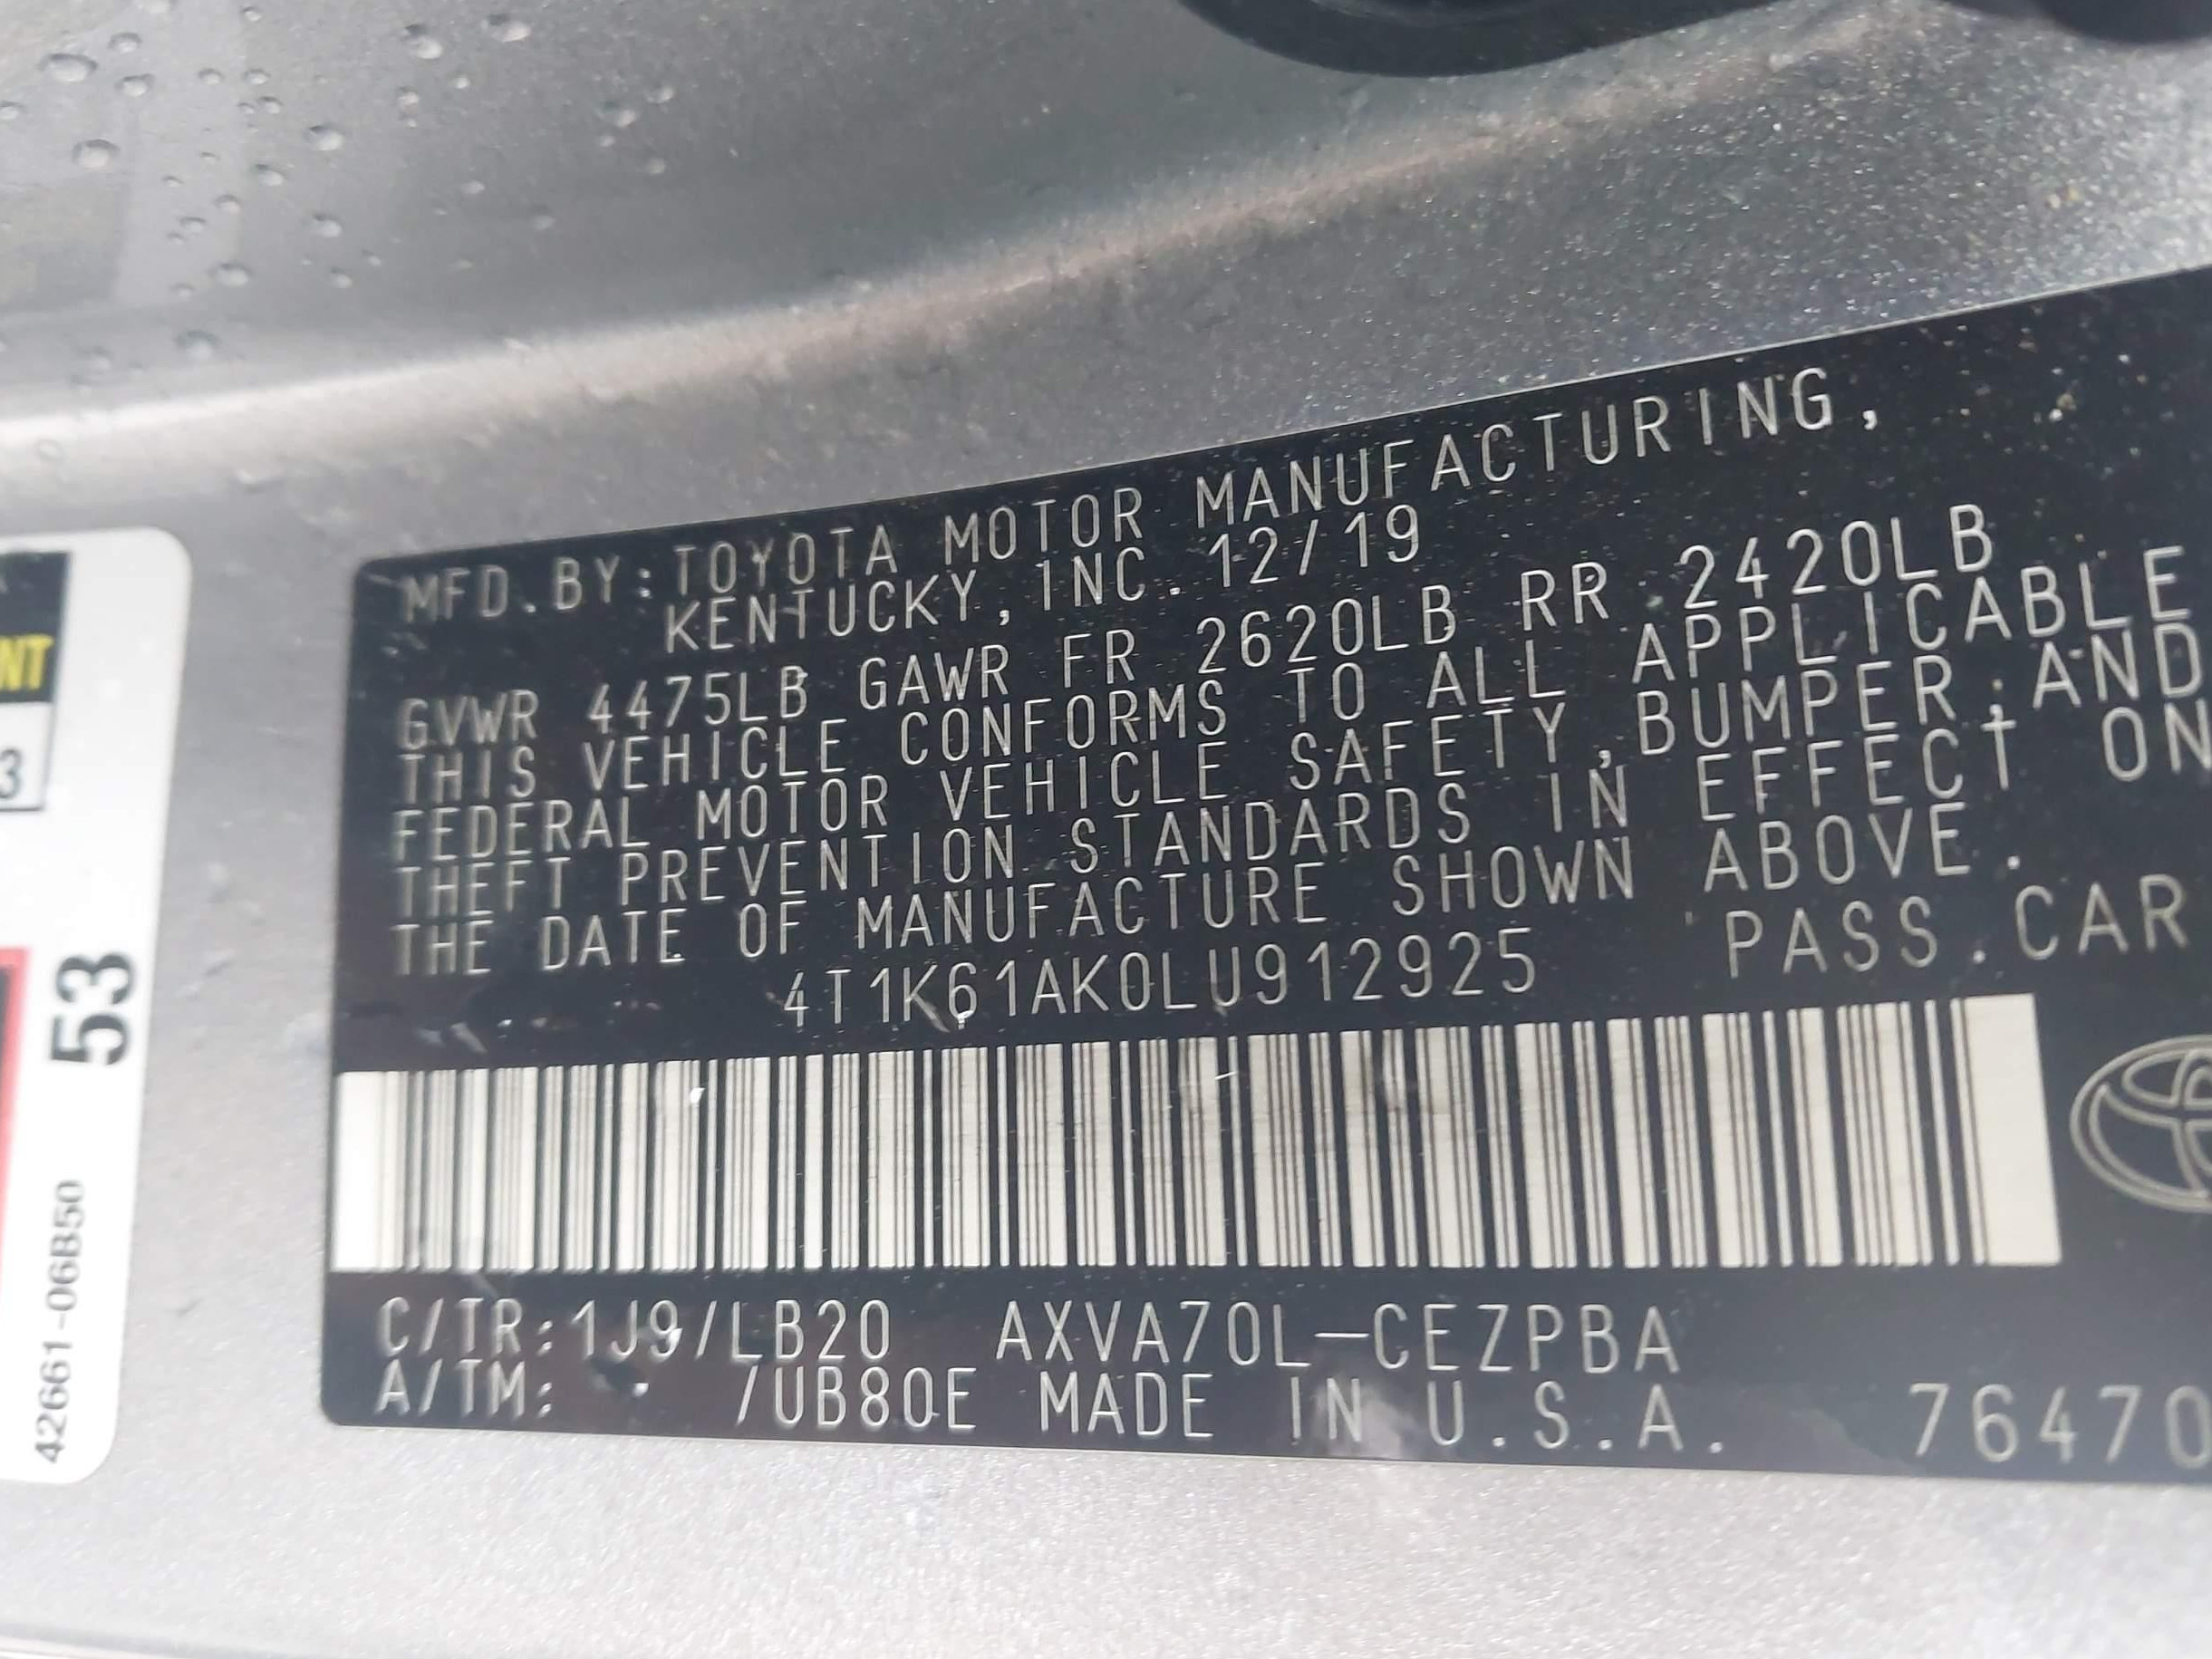 MFD.BY:TOYOTA MOTOR MANUFACTURING,
KENTUCKY,INC. 12/19
GVWR 4475LB GAWR FR 2620LB RR 2420LB
THIS VEHICLE CONFORMS TO ALL APPLICABLE
FEDERAL MOTOR VEHICLE SAFETY,BUMPER,AND
THEFT PREVENTION STANDARDS IN EFFECT ON
THE DATE OF MANUFACTURE SHOWN ABOVE.
4T1K61AK0LU912925 PASS.CAR
C/TR:1J9/LB20 AXVA70L-CEZPBA
A/TM: /UB80E MADE IN U.S.A. 76470
NT
3
53
42661-06B50